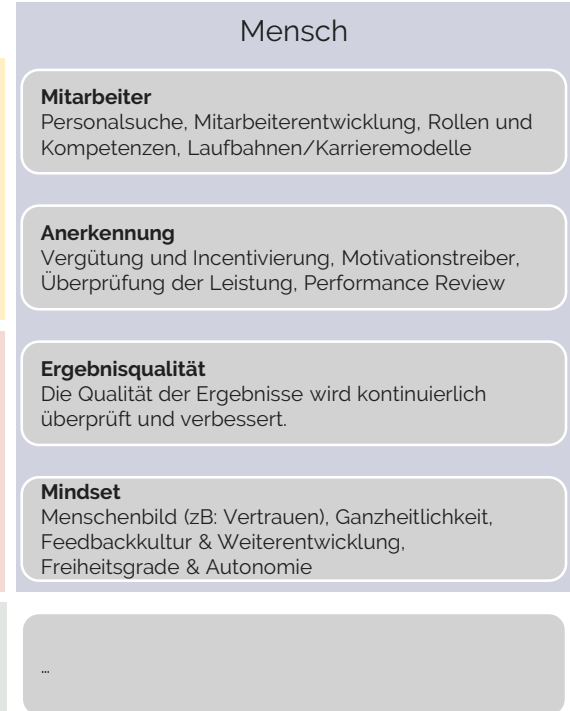 Mensch
Mitarbeiter
Personalsuche, Mitarbeiterentwicklung, Rollen und
Kompetenzen, Laufbahnen/Karrieremodelle
Anerkennung
Vergütung und Incentivierung, Motivationstreiber,
Überprüfung der Leistung, Performance Review
Ergebnisqualität
Die Qualität der Ergebnisse wird kontinuierlich
überprüft und verbessert.
Mindset
Menschenbild (zB: Vertrauen), Ganzheitlichkeit,
Feedbackkultur & Weiterentwicklung,
Freiheitsgrade & Autonomie
…